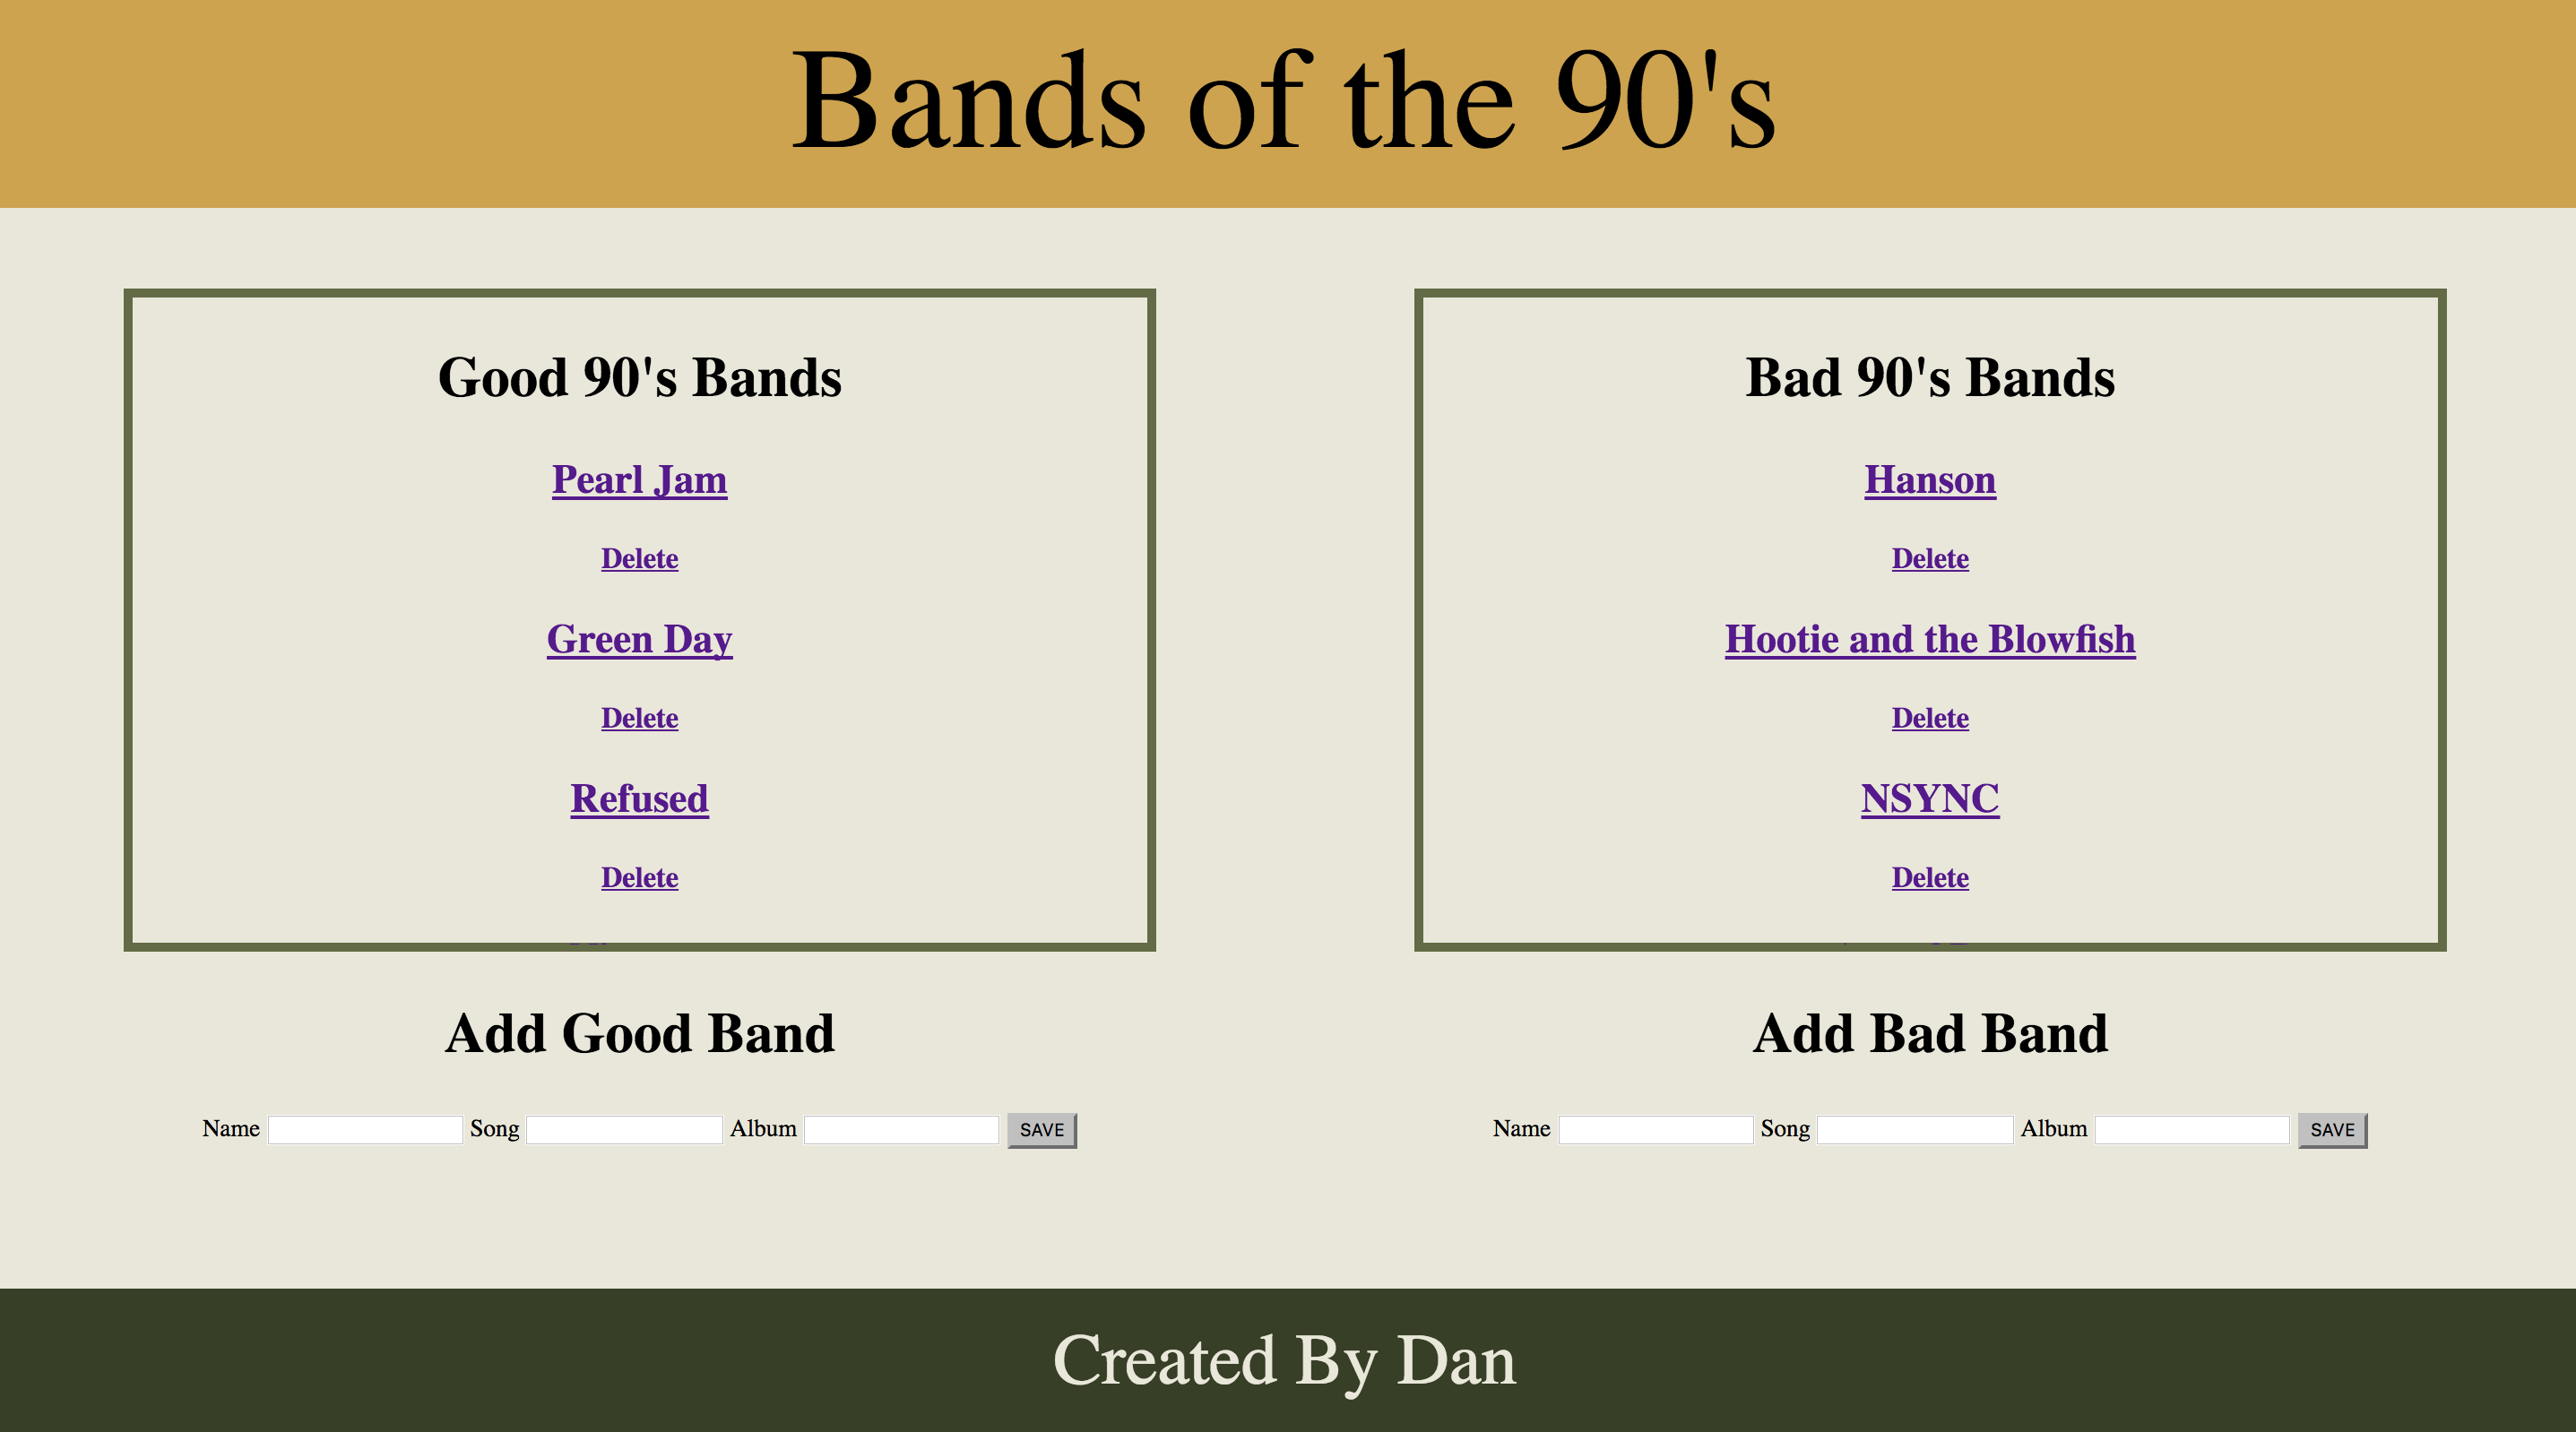 Bands of the 90's
Good 90's Bands
Pearl Jam
Delete
Green Day
Delete
Refused
Delete
Add Good Band
Name Song Album SAVE
Bad 90's Bands
Hanson
Delete
Hootie and the Blowfish
Delete
NSYNC
Delete
Add Bad Band
Name Song Album SAVE
Created By Dan